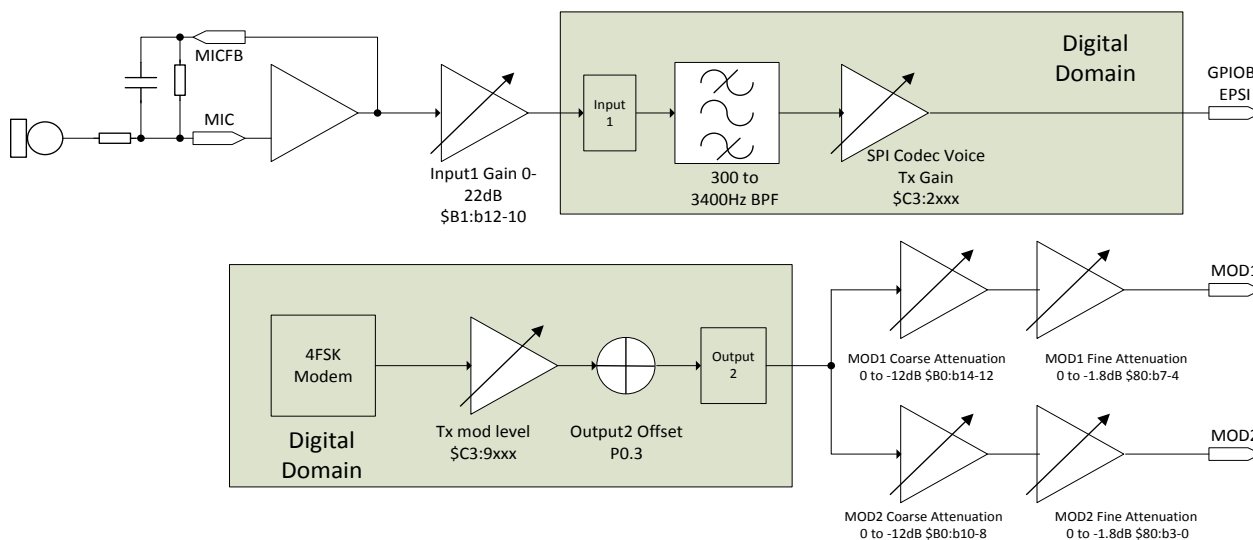 MICFB
MIC
Input1 Gain 0-
22dB
$B1:b12-10
Digital
Domain
Input
1
300 to
3400Hz BPF
SPI Codec Voice
Tx Gain
$C3:2xxx
GPIOB
EPSI
4FSK
Modem
Digital
Domain
Tx mod level
$C3:9xxx
Output2 Offset
P0.3
Output
2
MOD1 Coarse Attenuation
0 to -12dB $B0:b14-12
MOD1 Fine Attenuation
0 to -1.8dB $80:b7-4
MOD1
MOD2 Coarse Attenuation
0 to -12dB $B0:b10-8
MOD2 Fine Attenuation
0 to -1.8dB $80:b3-0
MOD2